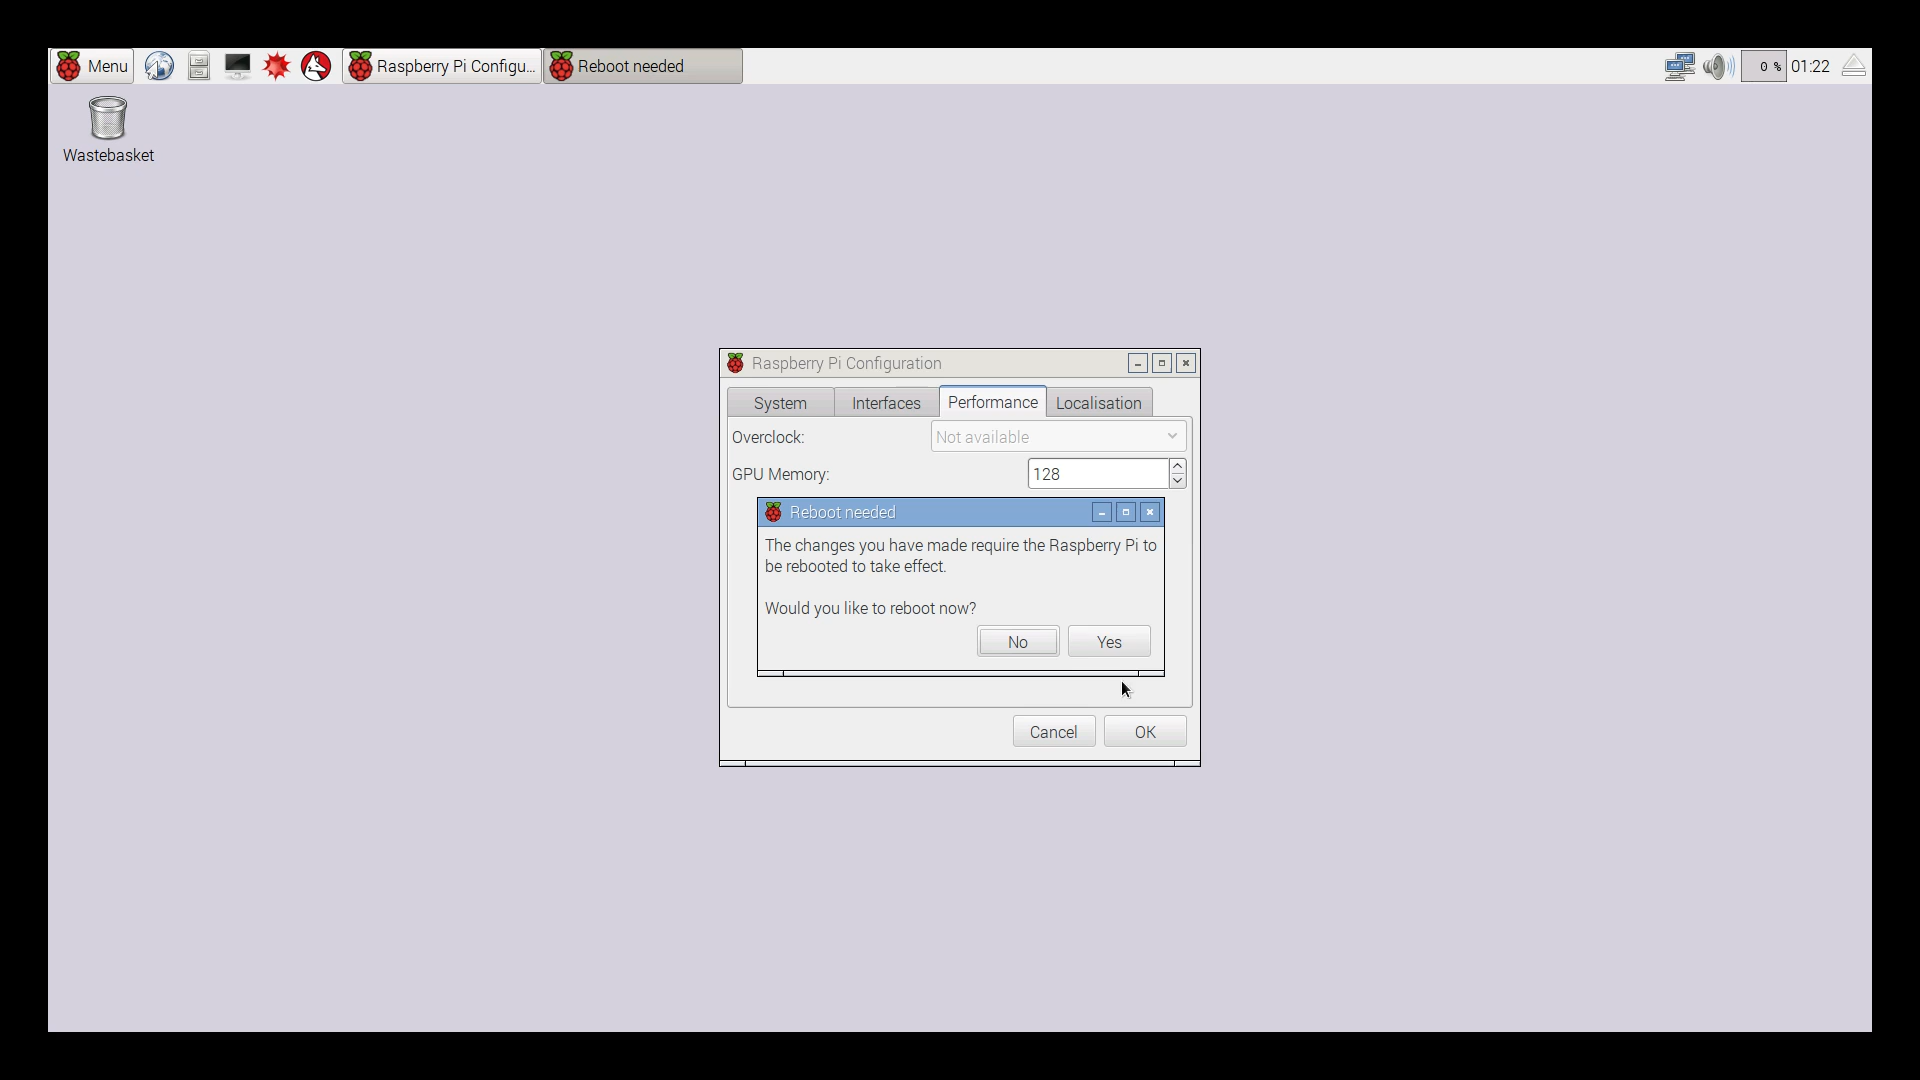 Menu
Raspberry Pi Configu...
Reboot needed
0 %
01:22
Wastebasket
Raspberry Pi Configuration
System
Interfaces
Performance
Localisation
Overclock:
Not available
GPU Memory:
128
Reboot needed
The changes you have made require the Raspberry Pi to
be rebooted to take effect.
Would you like to reboot now?
No
Yes
Cancel
OK